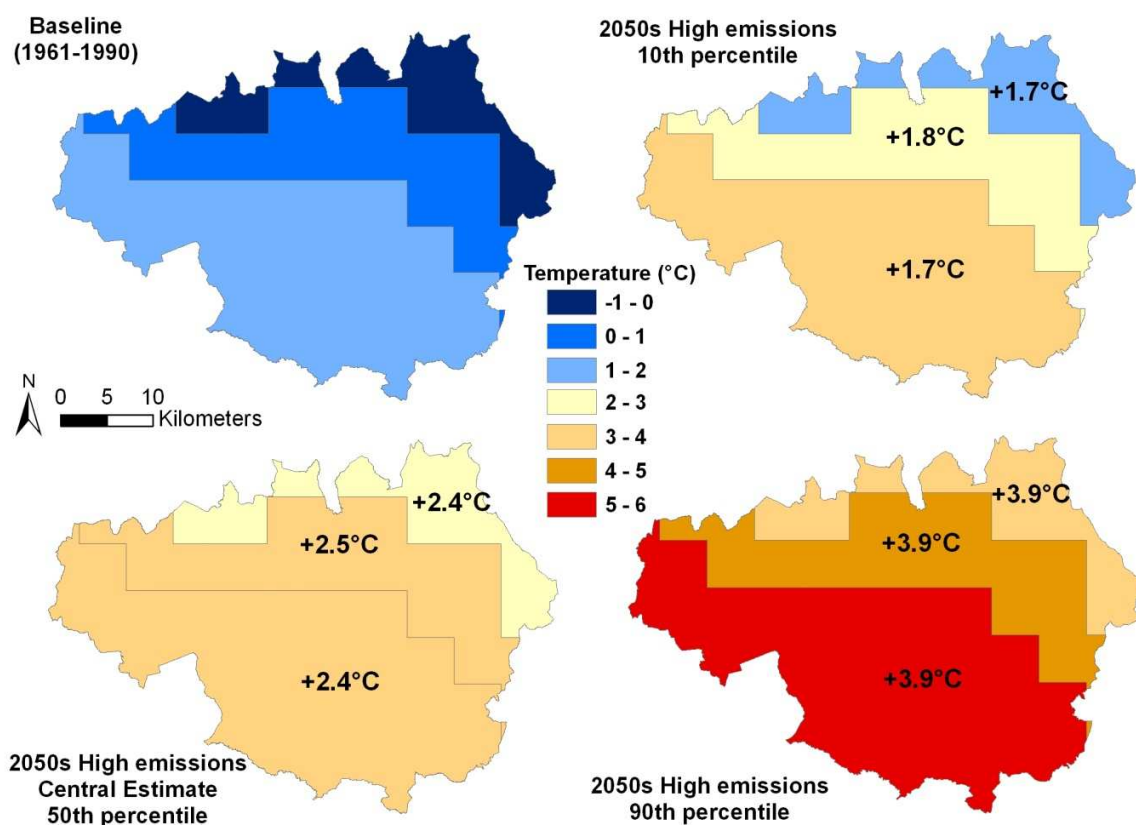 Baseline
(1961-1990)
2050s High emissions
10th percentile
+1.7°C
+1.8°C
+1.7°C
Temperature (°C)
-1 - 0
0 - 1
1 - 2
2 - 3
3 - 4
4 - 5
5 - 6
N
0 5 10
Kilometers
+2.4°C
+2.5°C
+2.4°C
2050s High emissions
Central Estimate
50th percentile
+3.9°C
+3.9°C
+3.9°C
2050s High emissions
90th percentile